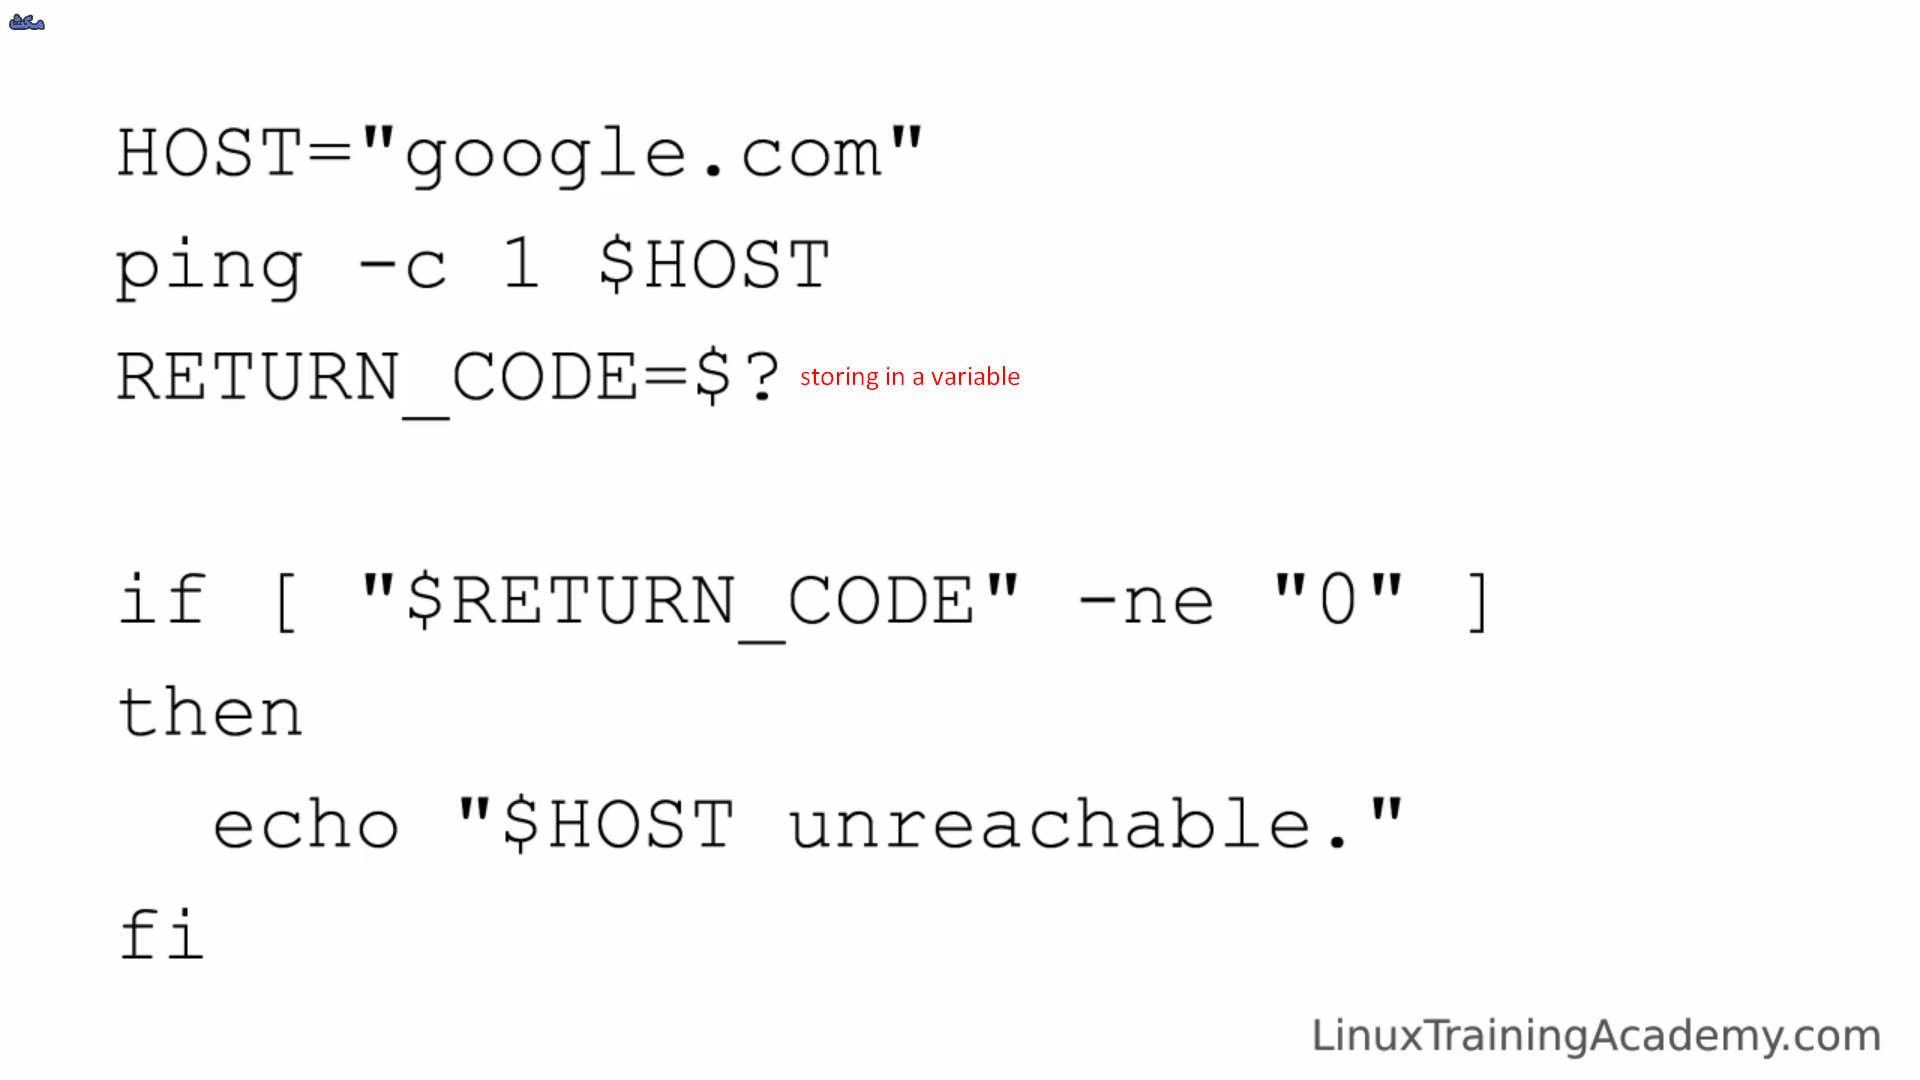 مكث
HOST="google.com"
ping -c 1 $HOST
RETURN_CODE=$? storing in a variable
if [ "$RETURN_CODE" -ne "0" ]
then
  echo "$HOST unreachable."
fi
LinuxTrainingAcademy.com